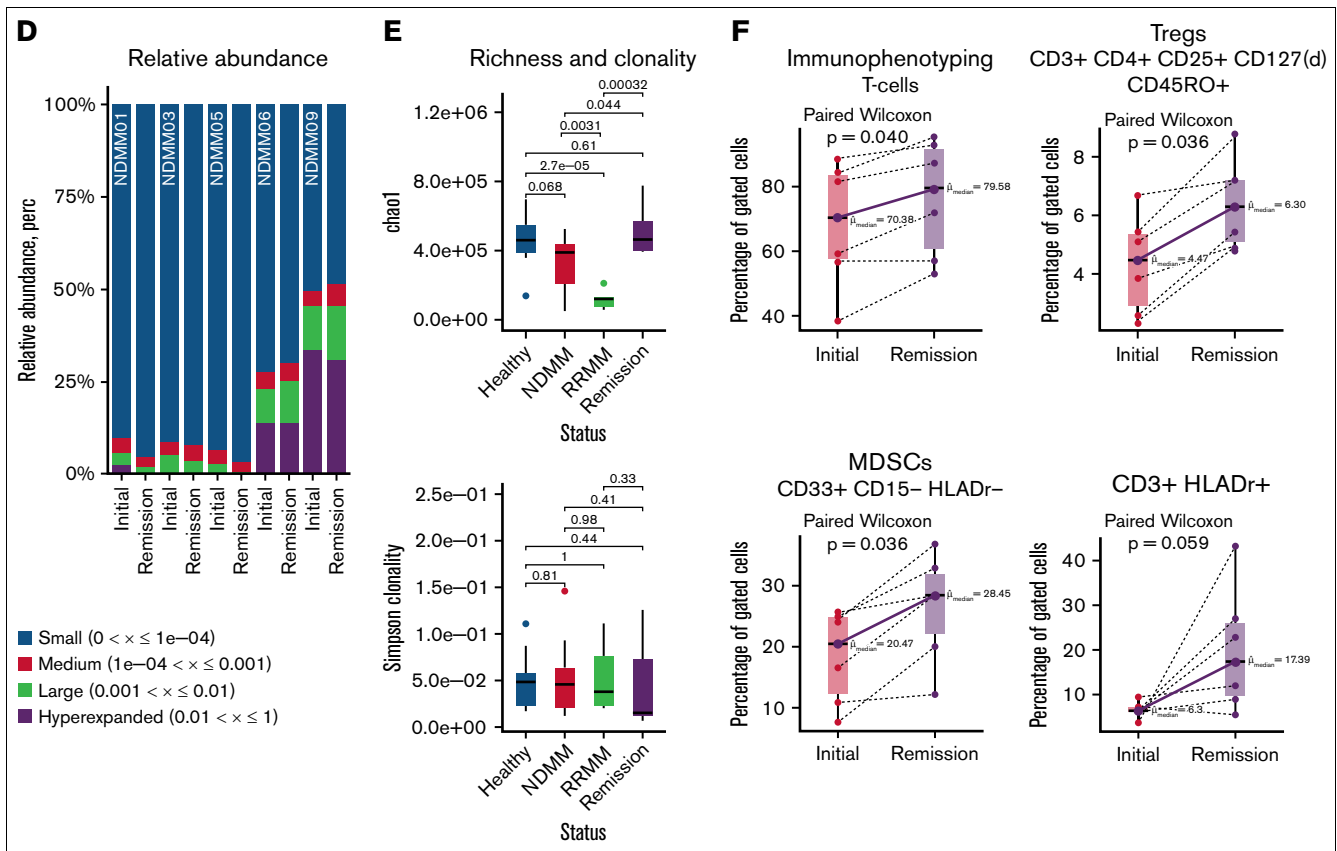 D
Relative abundance
Relative abundance, perc
100%
75%
50%
25%
0%
NDMM01
NDMM03
NDMM05
NDMM06
NDMM09
Initial
Remission
Initial
Remission
Initial
Remission
Initial
Remission
Initial
Remission
Small (0 < × ≤ 1e–04)
Medium (1e–04 < × ≤ 0.001)
Large (0.001 < × ≤ 0.01)
Hyperexpanded (0.01 < × ≤ 1)
E
Richness and clonality
chao1
1.2e+06
8.0e+05
4.0e+05
0.0e+00
0.00032
0.044
0.0031
0.61
2.7e–05
0.068
Healthy
NDMM
RRMM
Remission
Status
Simpson clonality
2.5e–01
2.0e–01
1.5e–01
1.0e–01
5.0e–02
0.0e+00
0.33
0.41
0.98
0.44
1
0.81
Healthy
NDMM
RRMM
Remission
Status
F
Immunophenotyping
T-cells
Paired Wilcoxon
p = 0.040
Percentage of gated cells
80
60
40
μ̂median = 70.38
μ̂median = 79.58
Initial
Remission
Tregs
CD3+ CD4+ CD25+ CD127(d)
CD45RO+
Paired Wilcoxon
p = 0.036
Percentage of gated cells
8
6
4
μ̂median = 4.47
μ̂median = 6.30
Initial
Remission
MDSCs
CD33+ CD15– HLADr–
Paired Wilcoxon
p = 0.036
Percentage of gated cells
30
20
10
μ̂median = 20.47
μ̂median = 28.45
Initial
Remission
CD3+ HLADr+
Paired Wilcoxon
p = 0.059
Percentage of gated cells
40
30
20
10
μ̂median = 6.3
μ̂median = 17.39
Initial
Remission